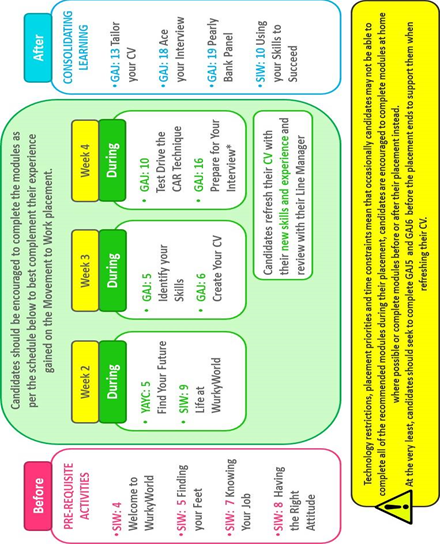 Before
PRE-REQUISITE
ACTIVITIES
• SIW: 4
Welcome to
WurkyWorld
• SIW: 5 Finding
your Feet
• SIW: 7 Knowing
Your Job
• SIW: 8 Having
the Right
Attitude
Candidates should be encouraged to complete the modules as
per the schedule below to best complement their experience
gained on the Movement to Work placement.
Week 2
During
• YAYC: 5
Find Your Future
• SIW: 9
Life at
WurkyWorld
Week 3
During
• GAJ: 5
Identify your
Skills
• GAJ: 6
Create Your CV
Week 4
During
• GAJ: 10
Test Drive the
CAR Technique
• GAJ: 16
Prepare for Your
Interview*
Candidates refresh their CV with
their new skills and experience and
review with their Line Manager
After
CONSOLIDATING
LEARNING
• GAJ: 13 Tailor
your CV
• GAJ: 18 Ace
your Interview
• GAJ: 19 Pearly
Bank Panel
• SIW: 10 Using
your Skills to
Succeed
Technology restrictions, placement priorities and time constraints mean that occasionally candidates may not be able to
complete all of the recommended modules during their placement, candidates are encouraged to complete modules at home
where possible or complete modules before or after their placement instead.
At the very least, candidates should seek to complete GAJ5 and GAJ6 before the placement ends to support them when
refreshing their CV.